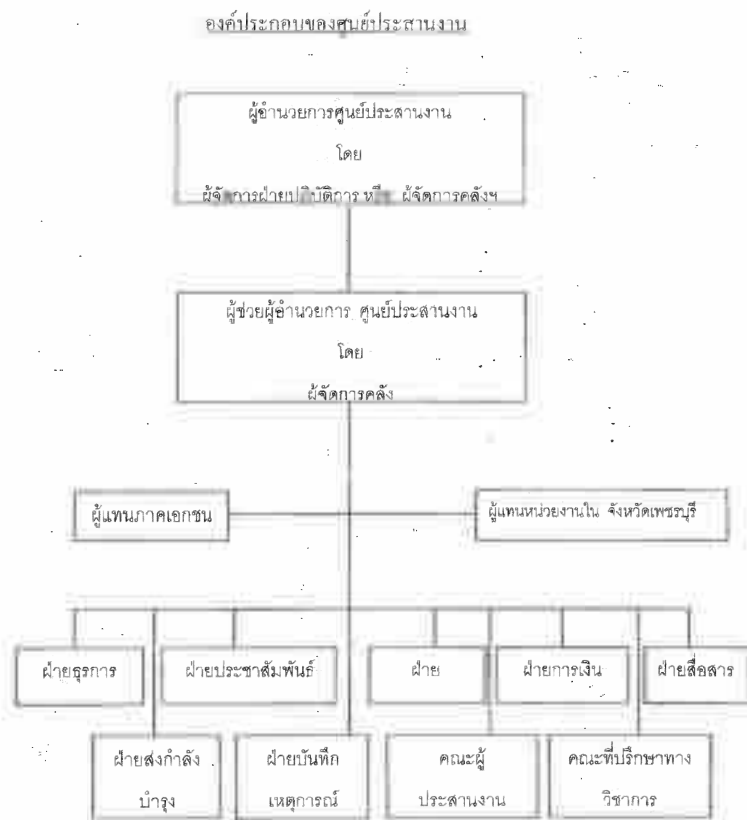 องค์ประกอบของศูนย์ประสานงาน
ผู้อำนวยการศูนย์ประสานงาน
โดย
ผู้จัดการฝ่ายปฏิบัติการ หรือ ผู้จัดการคลังฯ
ผู้ช่วยผู้อำนวยการ ศูนย์ประสานงาน
โดย
ผู้จัดการคลัง
ผู้แทนภาคเอกชน
ผู้แทนหน่วยงานใน จังหวัดเพชรบุรี
ฝ่ายธุรการ
ฝ่ายประชาสัมพันธ์
ฝ่าย
ฝ่ายการเงิน
ฝ่ายสื่อสาร
ฝ่ายส่งกำลัง
บำรุง
ฝ่ายบันทึก
เหตุการณ์
คณะผู้
ประสานงาน
คณะที่ปรึกษาทาง
วิชาการ